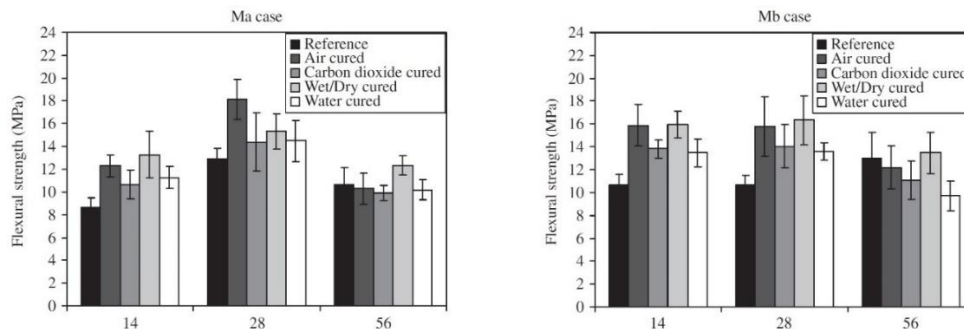 Ma case
Flexural strength (MPa)
24
22
20
18
16
14
12
10
8
6
4
2
0
Reference
Air cured
Carbon dioxide cured
Wet/Dry cured
Water cured
14 28 56
Mb case
Flexural strength (MPa)
24
22
20
18
16
14
12
10
8
6
4
2
0
Reference
Air cured
Carbon dioxide cured
Wet/Dry cured
Water cured
14 28 56